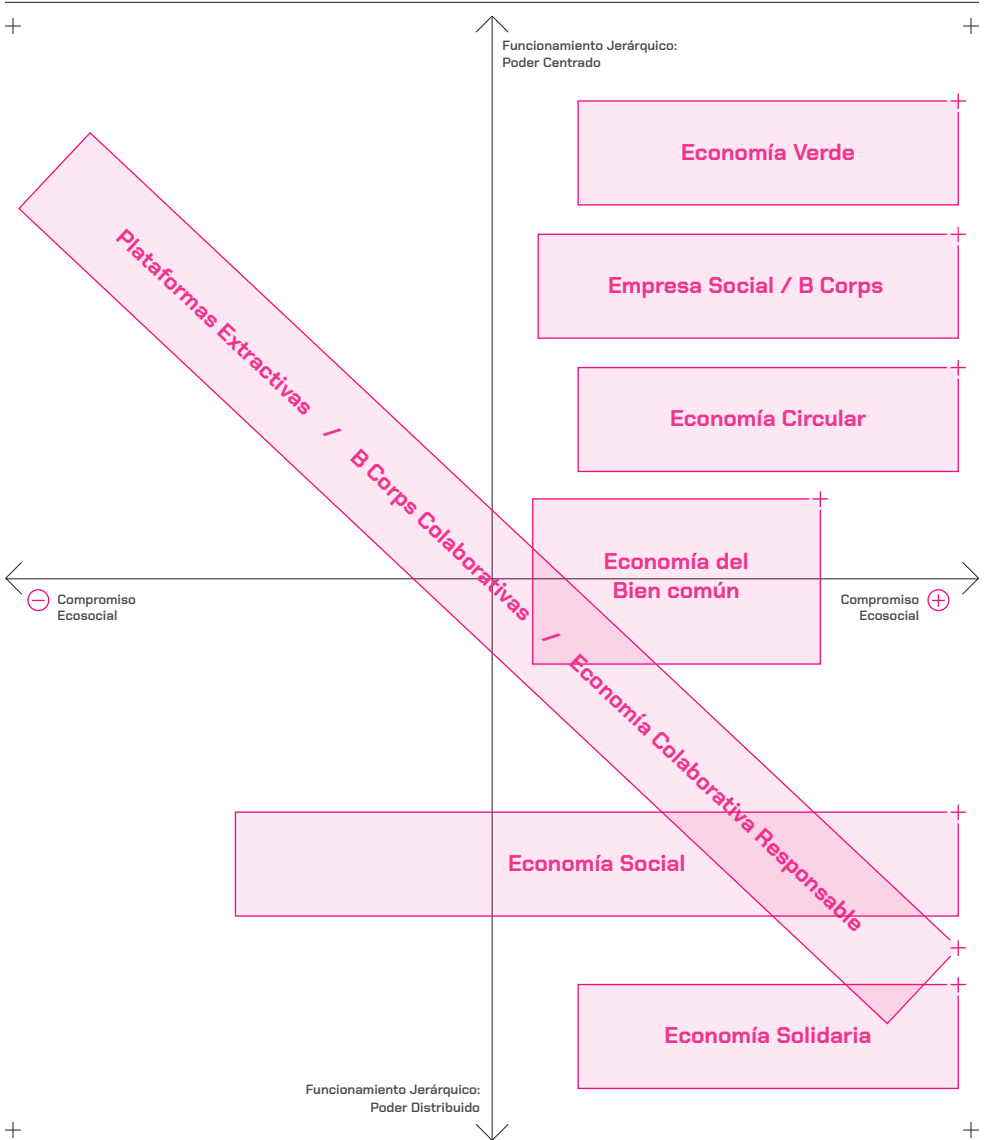 Funcionamiento Jerárquico:
Poder Centrado
Economía Verde
Empresa Social / B Corps
Economía Circular
Plataformas Extractivas / B Corps Colaborativas / Economía Colaborativa Responsable
Economía del
Bien común
Compromiso
Ecosocial
Compromiso
Ecosocial
Economía Social
Economía Solidaria
Funcionamiento Jerárquico:
Poder Distribuido